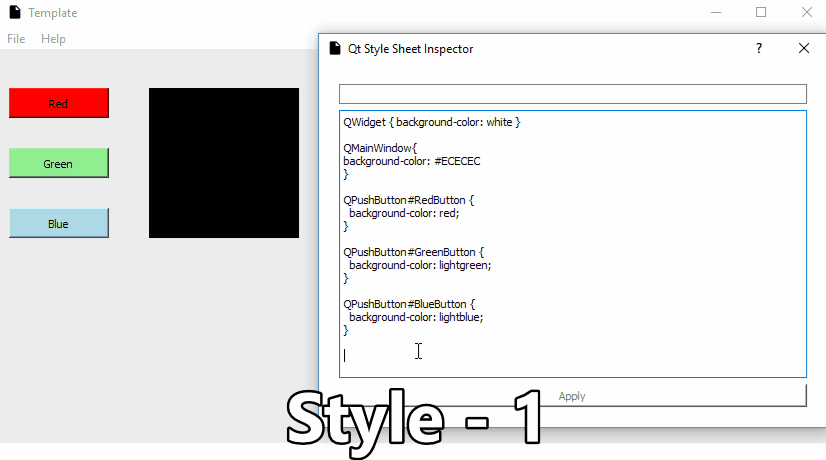 Template
File Help
Red
Green
Blue
Qt Style Sheet Inspector
?
QWidget { background-color: white }
QMainWindow{
background-color: #ECECEC
}
QPushButton#RedButton {
background-color: red;
}
QPushButton#GreenButton {
background-color: lightgreen;
}
QPushButton#BlueButton {
background-color: lightblue;
}
Apply
Style - 1